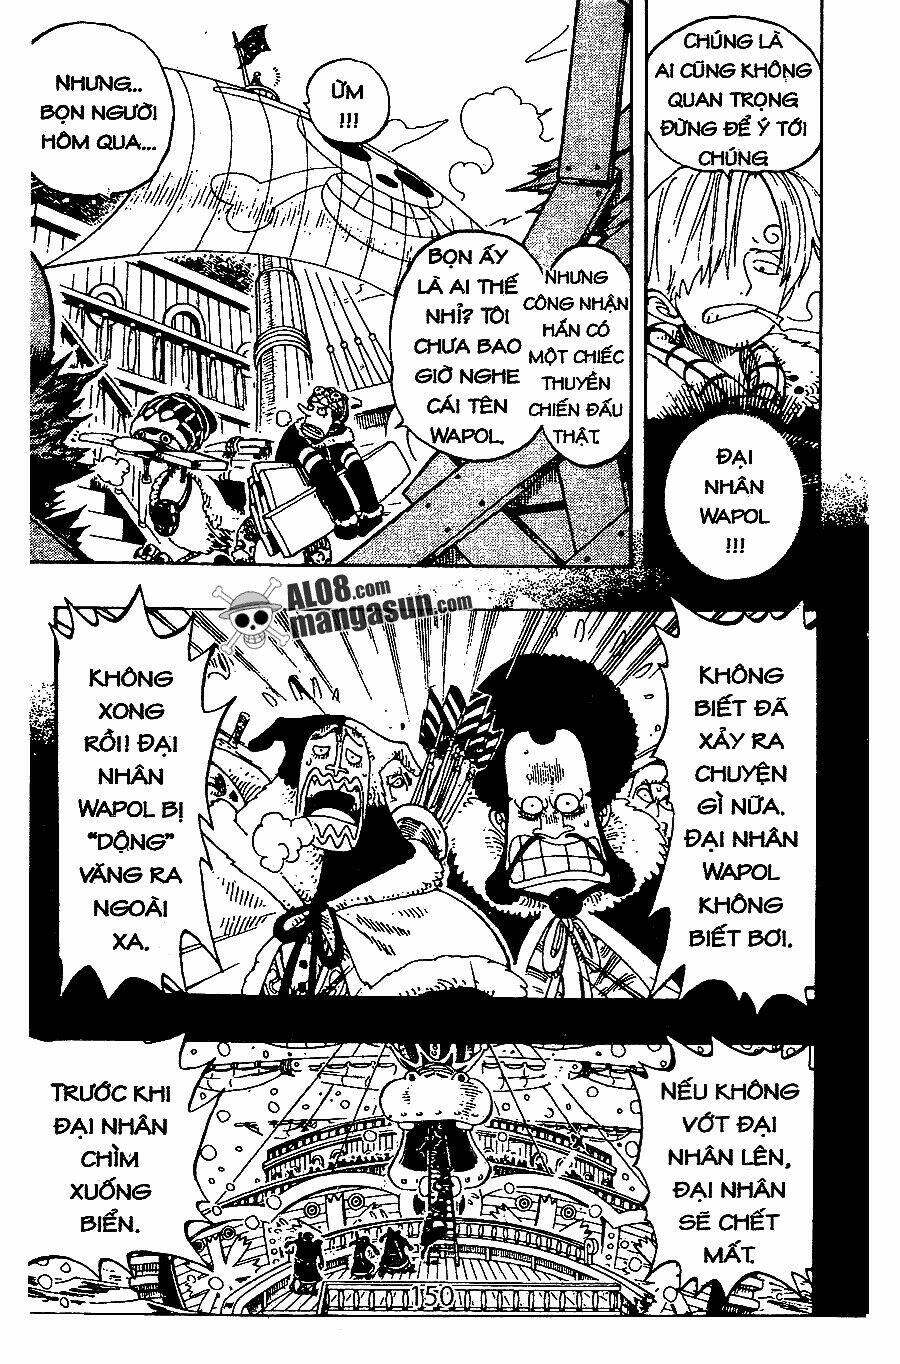 CHÚNG LÀ
AI CŨNG KHÔNG
QUAN TRỌNG
ĐỪNG ĐỂ Ý TỚI
CHÚNG
ỪM
!!!
NHƯNG..
BỌN NGƯỜI
HÔM QUA...
NHƯNG
CÔNG NHẬN
HẮN CÓ
MỘT CHIẾC
THUYỀN
CHIẾN ĐẤU
THẬT.
BỌN ẤY
LÀ AI THẾ
NHỈ? TÔI
CHƯA BAO
GIỜ NGHE
CÁI TÊN
WAPOL.
ĐẠI
NHÂN
WAPOL
!!!
AL08.com
mangasun.com
KHÔNG
BIẾT ĐÃ
XẢY RA
CHUYỆN
GÌ NỮA.
ĐẠI NHÂN
WAPOL
KHÔNG
BIẾT BƠI.
KHÔNG
XONG
RỒI! ĐẠI
NHÂN
WAPOL BỊ
"DỘNG"
VĂNG RA
NGOÀI
XA.
NẾU KHÔNG
VỚT ĐẠI
NHÂN LÊN,
ĐẠI NHÂN
SẼ CHẾT
MẤT.
TRƯỚC KHI
ĐẠI NHÂN
CHÌM
XUỐNG
BIỂN.
150